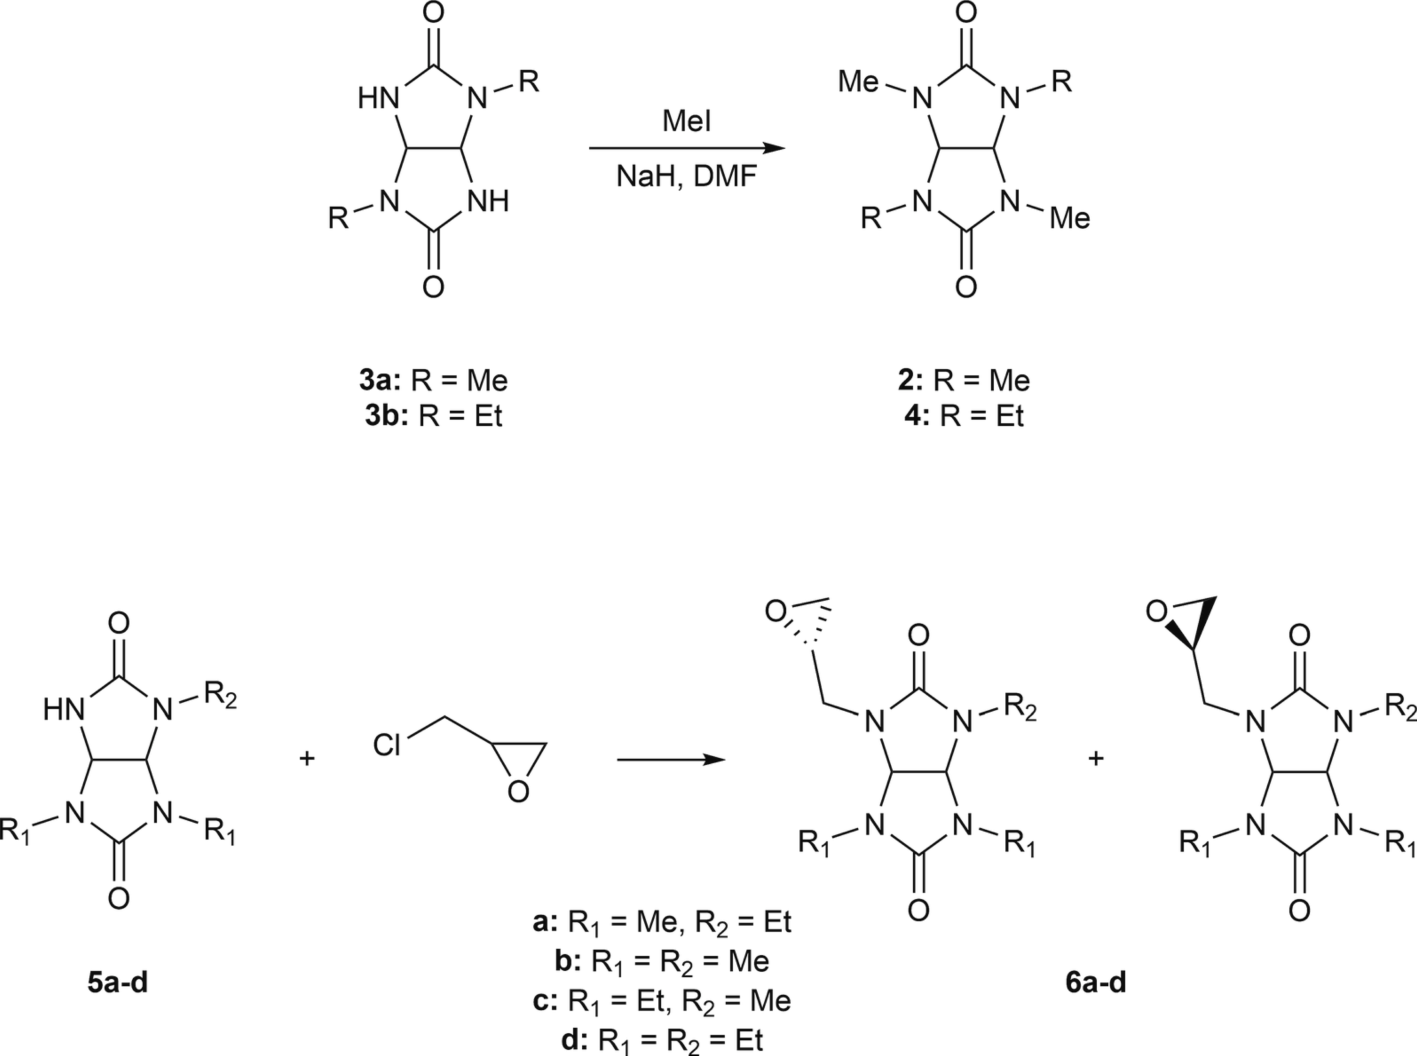 O O
HN N R Me N N R
MeI
NaH, DMF
R N NH R N N Me
O O
3a: R = Me 2: R = Me
3b: R = Et 4: R = Et
O O
O O O
HN N R2 N N R2 N N R2
Cl + +
O
R1 N N R1 R1 N N R1 R1 N N R1
O O O
a: R1 = Me, R2 = Et
b: R1 = R2 = Me
5a-d 6a-d
c: R1 = Et, R2 = Me
d: R1 = R2 = Et